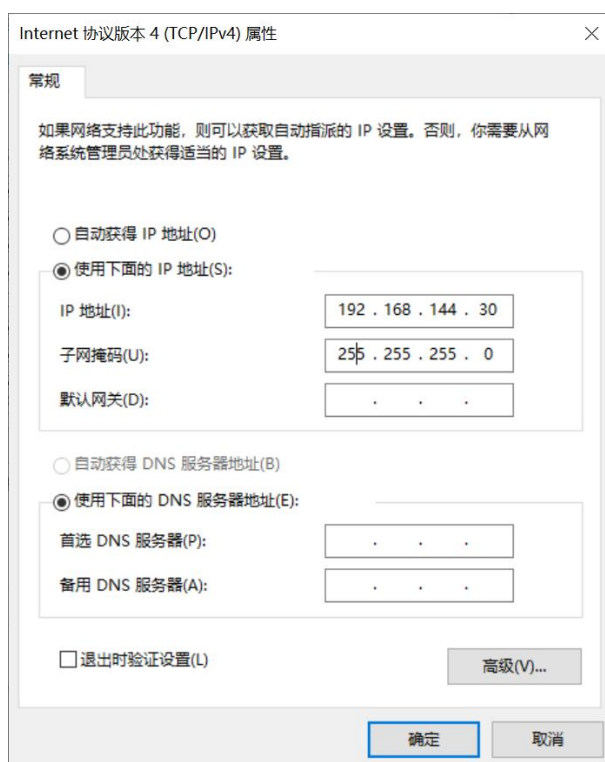 Internet 协议版本 4 (TCP/IPv4) 属性
常规
如果网络支持此功能，则可以获取自动指派的 IP 设置。否则，你需要从网
络系统管理员处获得适当的 IP 设置。
自动获得 IP 地址(O)
使用下面的 IP 地址(S):
IP 地址(I): 192 . 168 . 144 . 30
子网掩码(U): 255 . 255 . 255 . 0
默认网关(D): . . .
自动获得 DNS 服务器地址(B)
使用下面的 DNS 服务器地址(E):
首选 DNS 服务器(P): . . .
备用 DNS 服务器(A): . . .
退出时验证设置(L)
高级(V)...
确定 取消